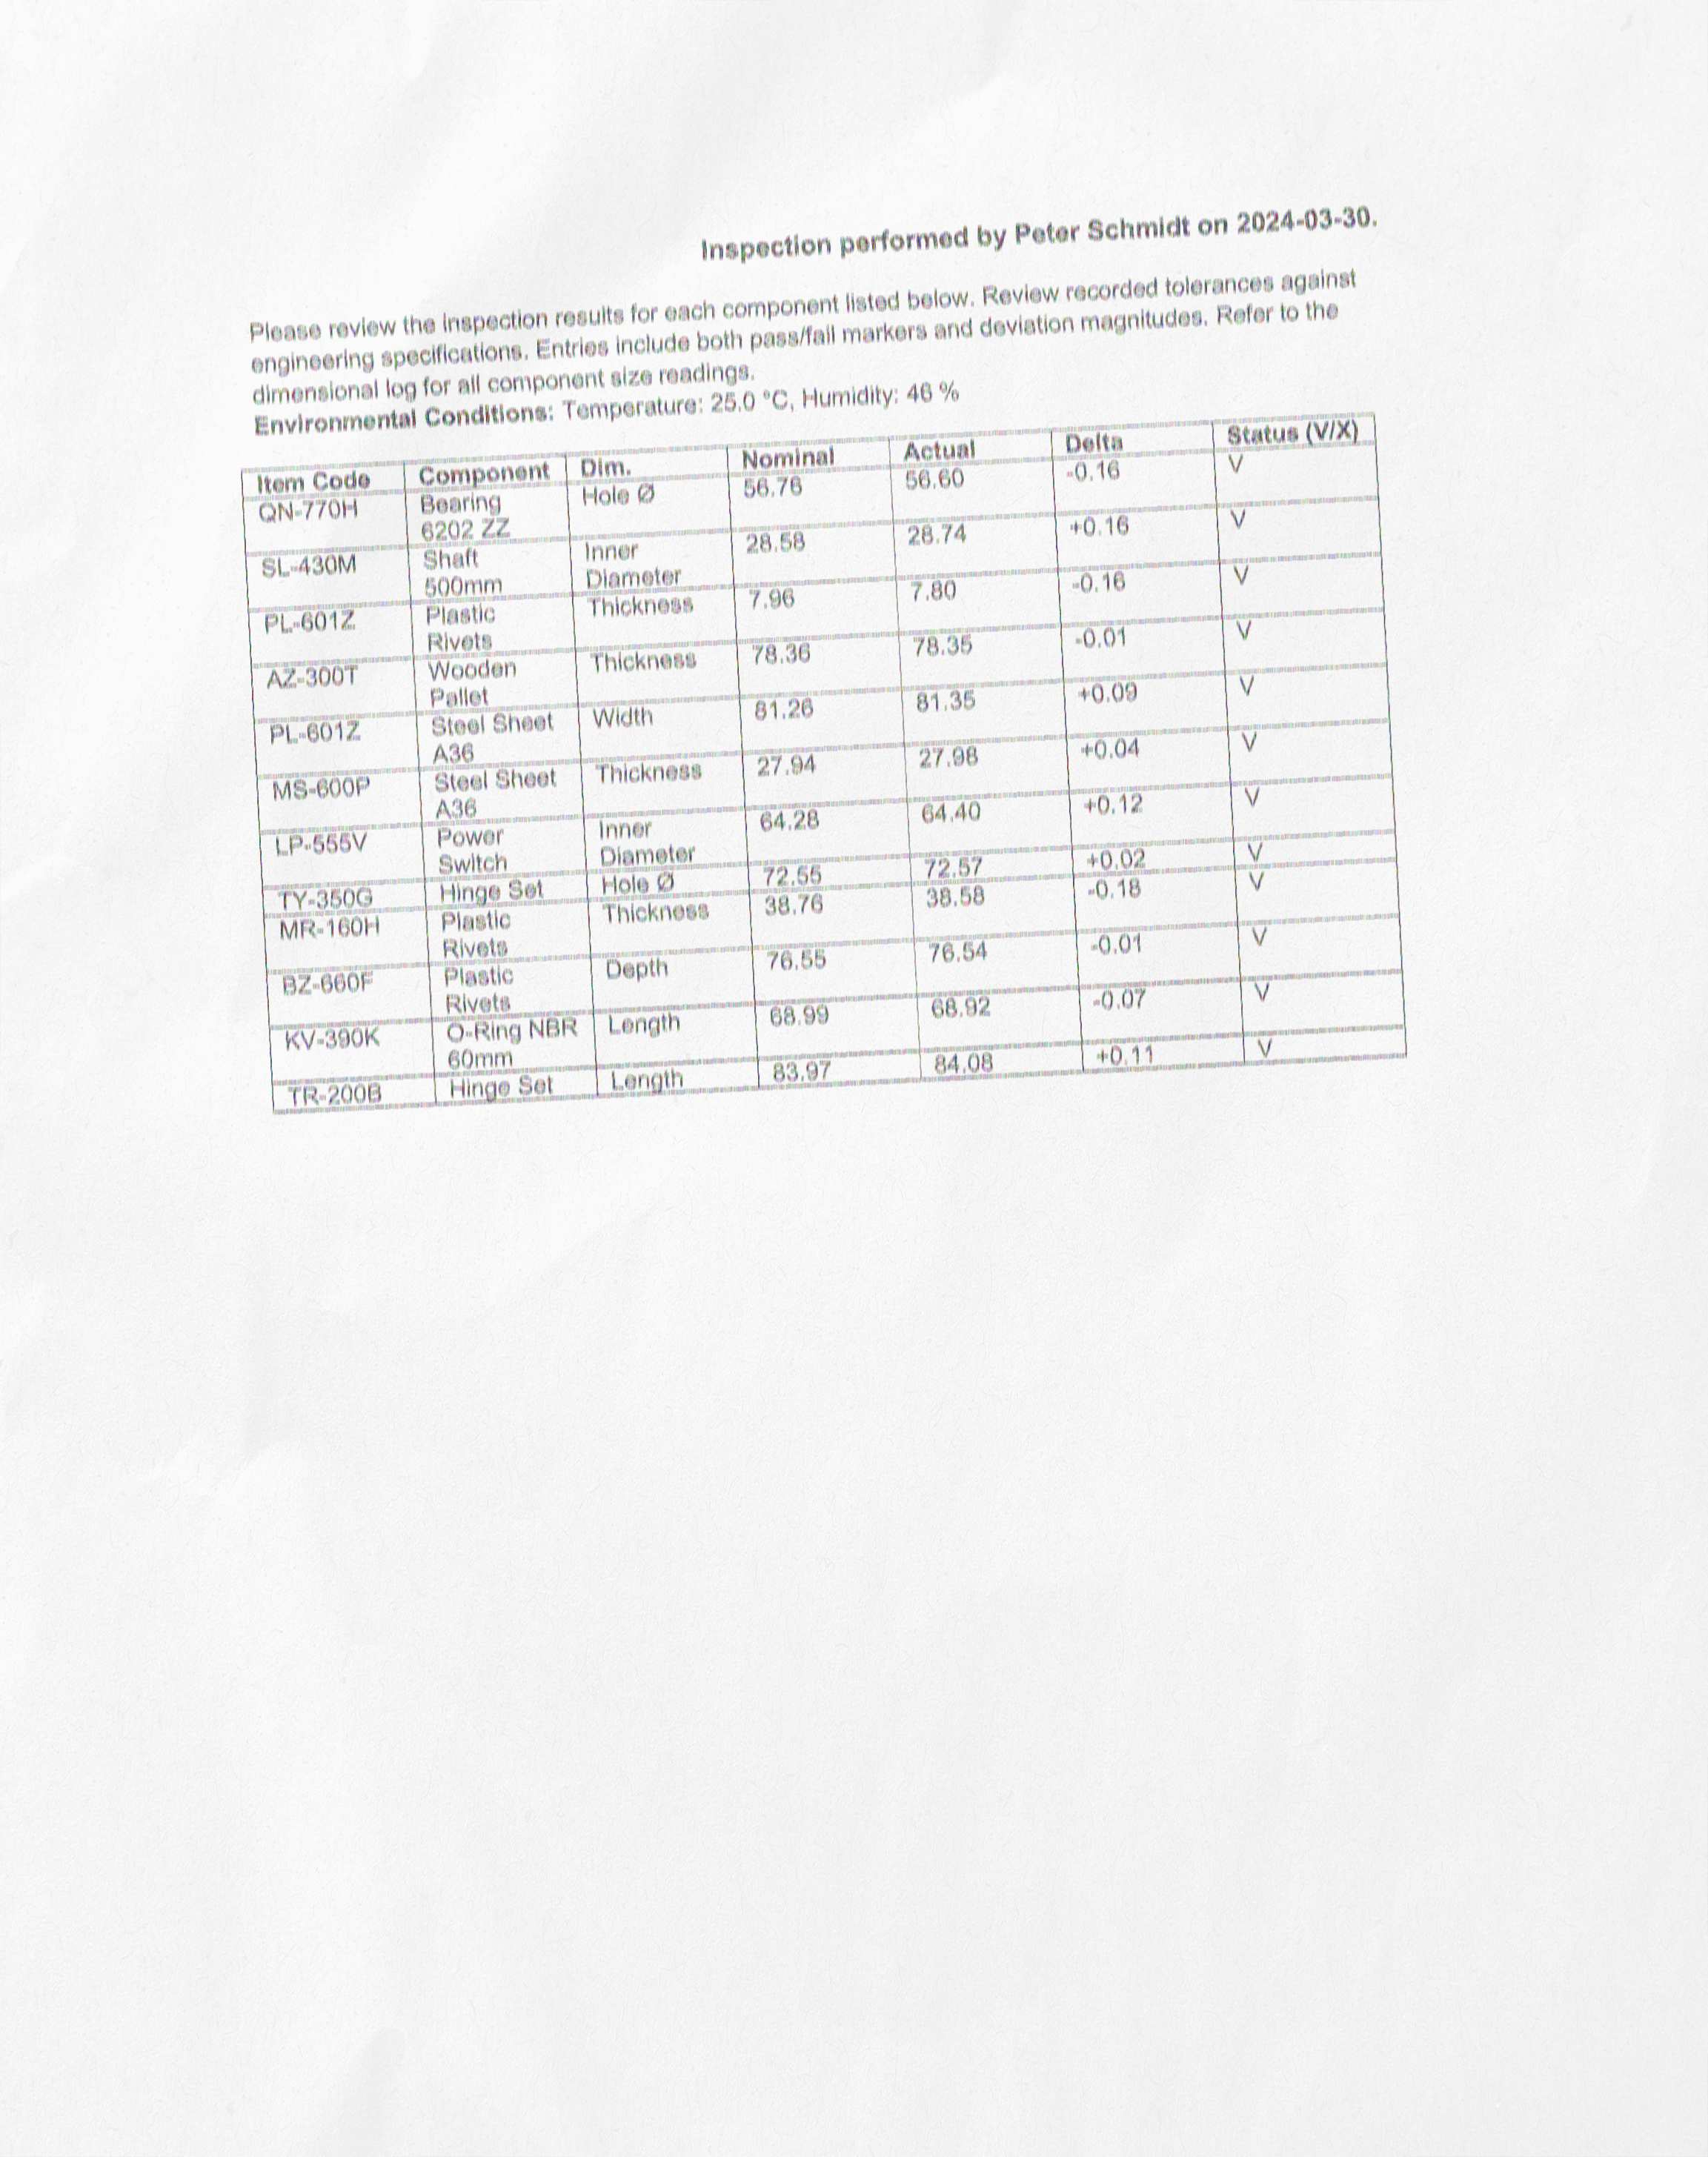 Inspection performed by Peter Schmidt on 2024-03-30.
Please review the inspection results for each component listed below. Review recorded tolerances against
engineering specifications. Entries include both pass/fail markers and deviation magnitudes. Refer to the
dimensional log for all component size readings.
Environmental Conditions: Temperature: 25.0 °C, Humidity: 46 %
Item Code Component Dim. Nominal Actual Delta Status (V/X)
QN-770H Bearing 6202 ZZ Hole Ø 56.76 56.60 -0.16 V
SL-430M Shaft 500mm Inner Diameter 28.58 28.74 +0.16 V
PL-601Z Plastic Rivets Thickness 7.96 7.80 -0.16 V
AZ-300T Wooden Pallet Thickness 78.36 78.35 -0.01 V
PL-601Z Steel Sheet A36 Width 81.26 81.35 +0.09 V
MS-600P Steel Sheet A36 Thickness 27.94 27.98 +0.04 V
LP-555V Power Switch Inner Diameter 64.28 64.40 +0.12 V
TY-350G Hinge Set Hole Ø 72.55 72.57 +0.02 V
MR-160H Plastic Rivets Thickness 38.76 38.58 -0.18 V
BZ-660F Plastic Rivets Depth 76.55 76.54 -0.01 V
KV-390K O-Ring NBR 60mm Length 68.99 68.92 -0.07 V
TR-200B Hinge Set Length 83.97 84.08 +0.11 V